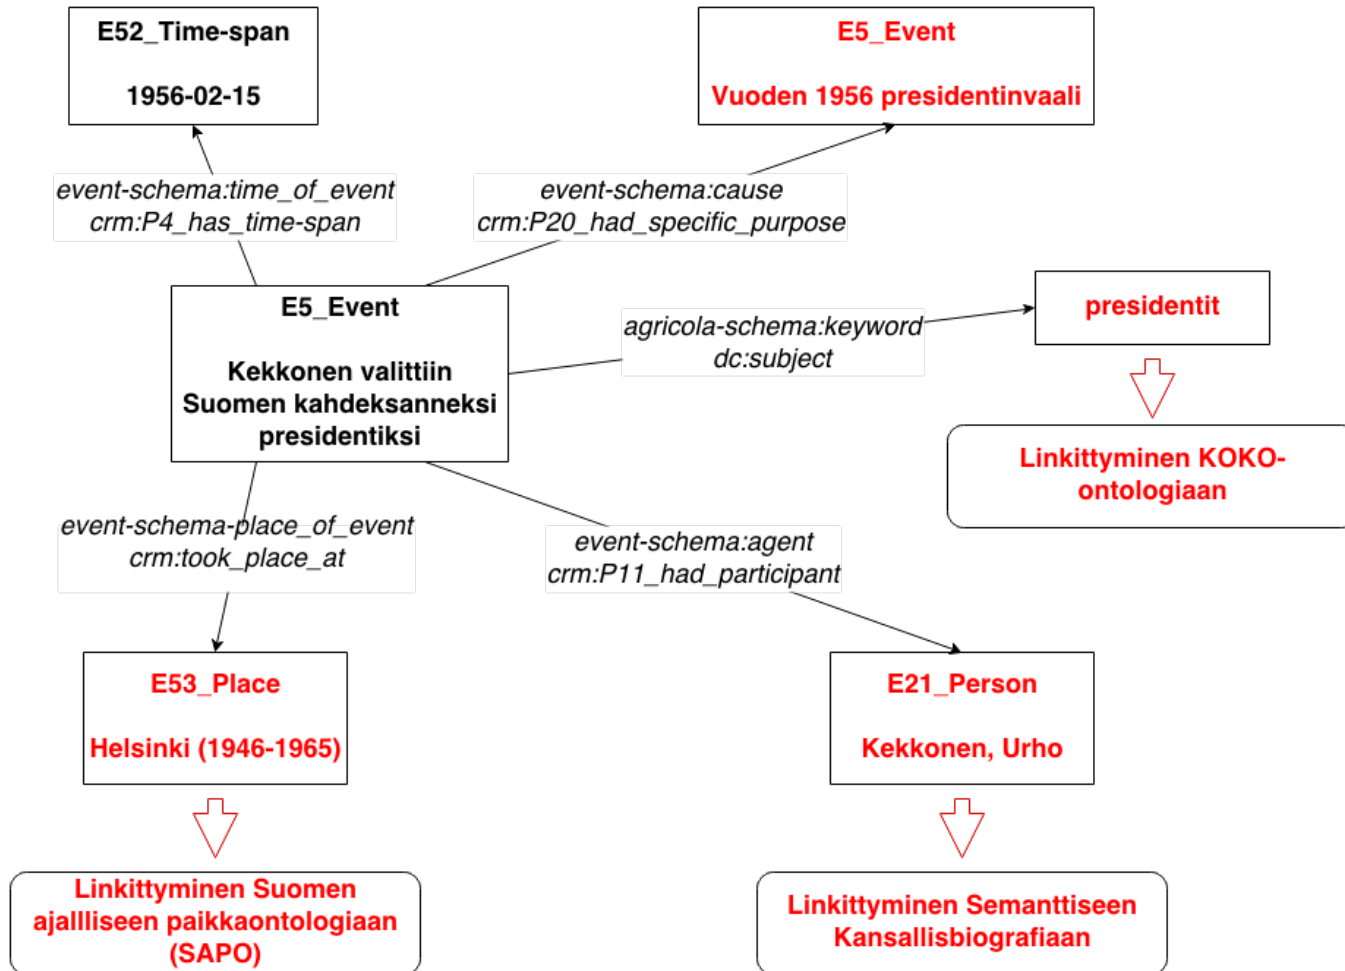 E52_Time-span
1956-02-15
E5_Event
Vuoden 1956 presidentinvaali
event-schema:time_of_event
crm:P4_has_time-span
event-schema:cause
crm:P20_had_specific_purpose
E5_Event
Kekkonen valittiin
Suomen kahdeksanneksi
presidentiksi
agricola-schema:keyword
dc:subject
presidentit
Linkittyminen KOKO-
ontologiaan
event-schema-place_of_event
crm:took_place_at
event-schema:agent
crm:P11_had_participant
E53_Place
Helsinki (1946-1965)
E21_Person
Kekkonen, Urho
Linkittyminen Suomen
ajallliseen paikkaontologiaan
(SAPO)
Linkittyminen Semanttiseen
Kansallisbiografiaan